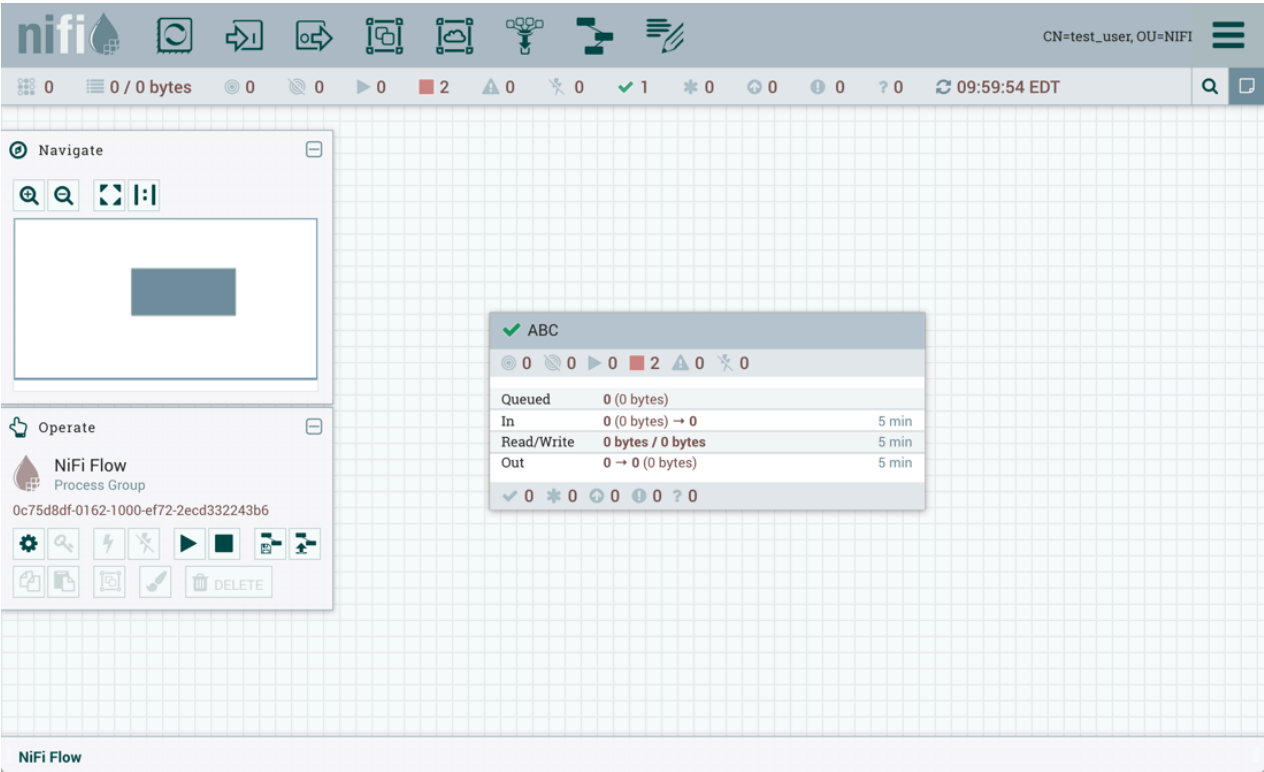 nifi
CN=test_user, OU=NIFI
0 0 / 0 bytes 0 0 0 2 0 0 1 0 0 0 ? 0 09:59:54 EDT
Navigate
Operate
NiFi Flow
Process Group
0c75d8df-0162-1000-ef72-2ecd332243b6
DELETE
ABC
0 0 0 2 0 0
Queued 0 (0 bytes)
In 0 (0 bytes) → 0 5 min
Read/Write 0 bytes / 0 bytes 5 min
Out 0 → 0 (0 bytes) 5 min
0 0 0 0 ? 0
NiFi Flow